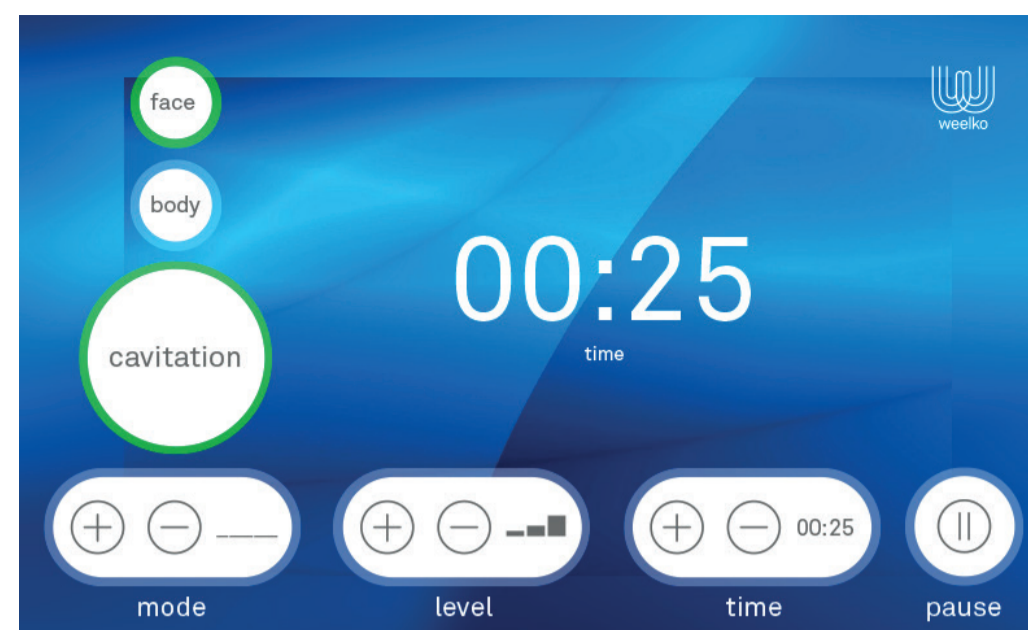 face
weelko
body
00:25
time
cavitation
00:25
mode
level
time
pause